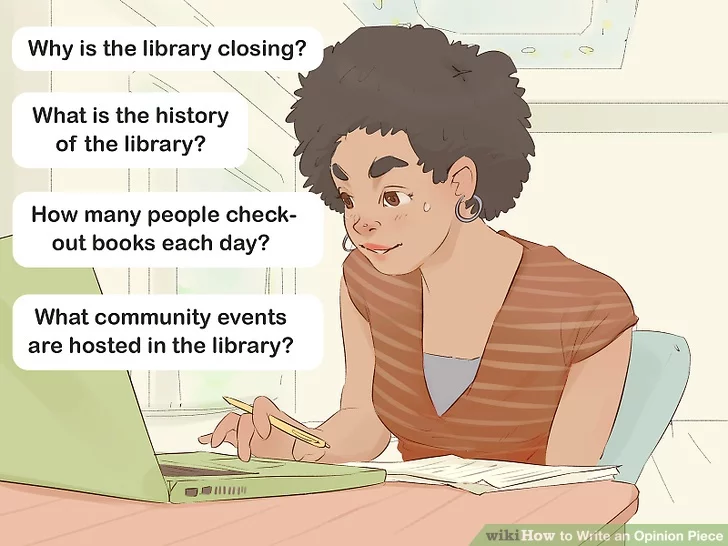 Why is the library closing?
What is the history
of the library?
How many people check-
out books each day?
What community events
are hosted in the library?
wikiHow to Write an Opinion Piece